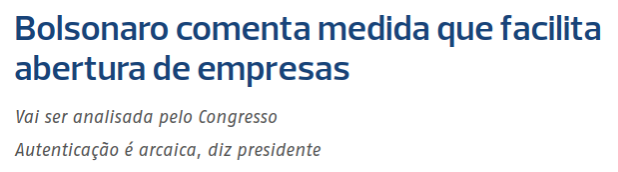 Bolsonaro comenta medida que facilita
abertura de empresas
Vai ser analisada pelo Congresso
Autenticação é arcaica, diz presidente